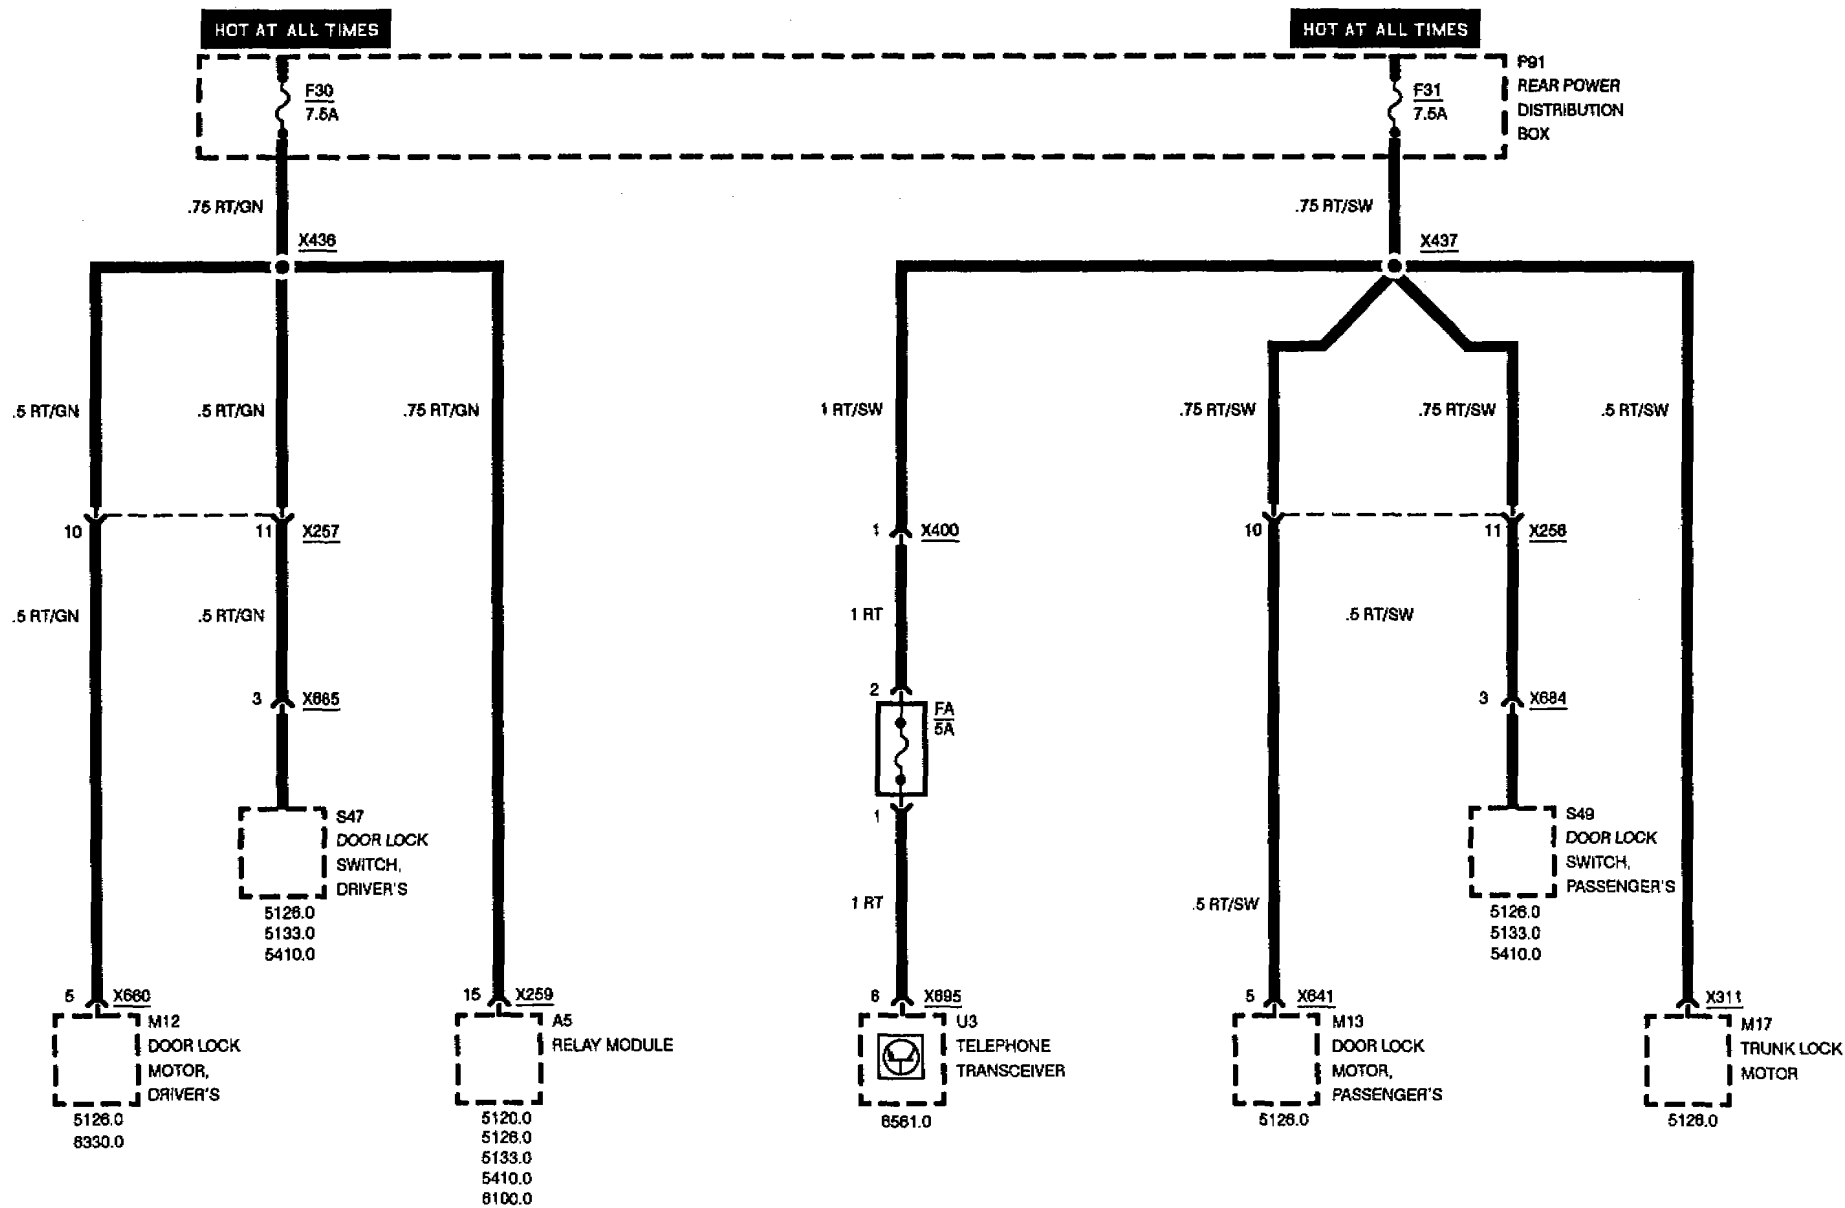 HOT AT ALL TIMES
HOT AT ALL TIMES
F30
7.5A
F31
7.5A
P91
REAR POWER
DISTRIBUTION
BOX
.75 RT/GN
.75 RT/SW
X436
X437
.5 RT/GN
.5 RT/GN
.75 RT/GN
1 RT/SW
.75 RT/SW
.75 RT/SW
.5 RT/SW
10
11
X257
1
X400
10
11
X256
.5 RT/GN
.5 RT/GN
1 RT
.5 RT/SW
3
X665
2
3
X684
FA
5A
1
S47
DOOR LOCK
SWITCH,
DRIVER'S
5126.0
5133.0
5410.0
S49
DOOR LOCK
SWITCH,
PASSENGER'S
5126.0
5133.0
5410.0
1 RT
.5 RT/SW
5
X660
15
X259
6
X695
5
X641
X311
M12
DOOR LOCK
MOTOR,
DRIVER'S
5126.0
6330.0
A5
RELAY MODULE
5120.0
5126.0
5133.0
5410.0
6100.0
U3
TELEPHONE
TRANSCEIVER
6561.0
M13
DOOR LOCK
MOTOR,
PASSENGER'S
5126.0
M17
TRUNK LOCK
MOTOR
5126.0